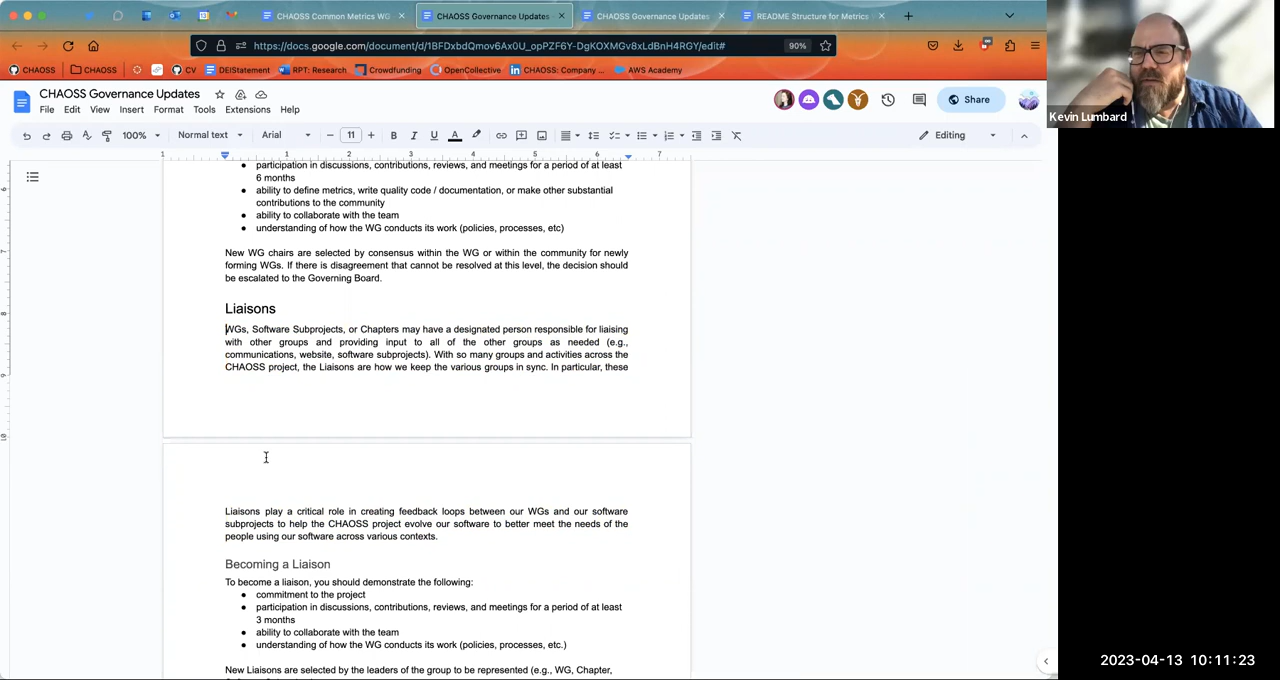 CHAOSS Common Metrics WG
CHAOSS Governance Updates
CHAOSS Governance Updates
README Structure for Metrics
https://docs.google.com/document/d/1BFDxbdQmov6Ax0U_opPZF6Y-DgKOXMGv8xLdBnH4RGY/edit#
90%
CHAOSS
CHAOSS
CV
DEIStatement
RPT: Research
Crowdfunding
OpenCollective
CHAOSS: Company ...
AWS Academy
CHAOSS Governance Updates
File Edit View Insert Format Tools Extensions Help
Share
100% Normal text Arial 11 Editing
1 1 2 3 4 5 6 7
participation in discussions, contributions, reviews, and meetings for a period of at least
6 months
ability to define metrics, write quality code / documentation, or make other substantial
contributions to the community
ability to collaborate with the team
understanding of how the WG conducts its work (policies, processes, etc)
New WG chairs are selected by consensus within the WG or within the community for newly
forming WGs. If there is disagreement that cannot be resolved at this level, the decision should
be escalated to the Governing Board.
Liaisons
WGs, Software Subprojects, or Chapters may have a designated person responsible for liaising
with other groups and providing input to all of the other groups as needed (e.g.,
communications, website, software subprojects). With so many groups and activities across the
CHAOSS project, the Liaisons are how we keep the various groups in sync. In particular, these
Liaisons play a critical role in creating feedback loops between our WGs and our software
subprojects to help the CHAOSS project evolve our software to better meet the needs of the
people using our software across various contexts.
Becoming a Liaison
To become a liaison, you should demonstrate the following:
commitment to the project
participation in discussions, contributions, reviews, and meetings for a period of at least
3 months
ability to collaborate with the team
understanding of how the WG conducts its work (policies, processes, etc.)
New Liaisons are selected by the leaders of the group to be represented (e.g., WG, Chapter,
Kevin Lumbard
2023-04-13 10:11:23